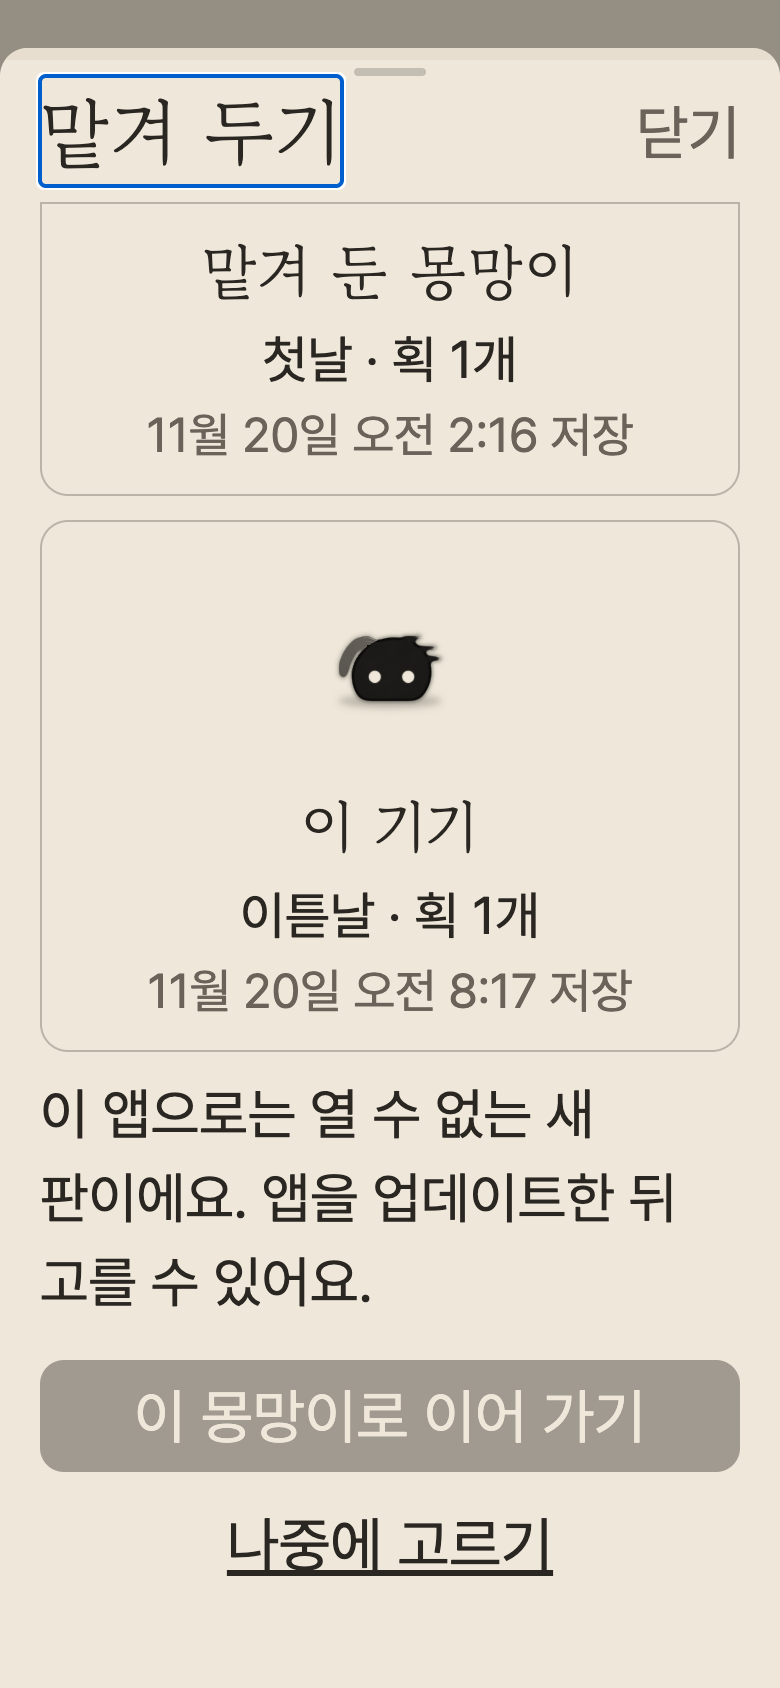 맡겨 두기
닫기
맡겨 둔 몽망이
첫날 · 획 1개
11월 20일 오전 2:16 저장
이 기기
이튿날 · 획 1개
11월 20일 오전 8:17 저장
이 앱으로는 열 수 없는 새
판이에요. 앱을 업데이트한 뒤
고를 수 있어요.
이 몽망이로 이어 가기
나중에 고르기